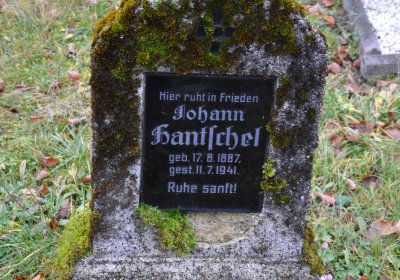 Hier ruht in Frieden
Johann
Hantſchel
geb. 17. 8. 1887.
gest. 11. 7. 1941.
Ruhe sanft!